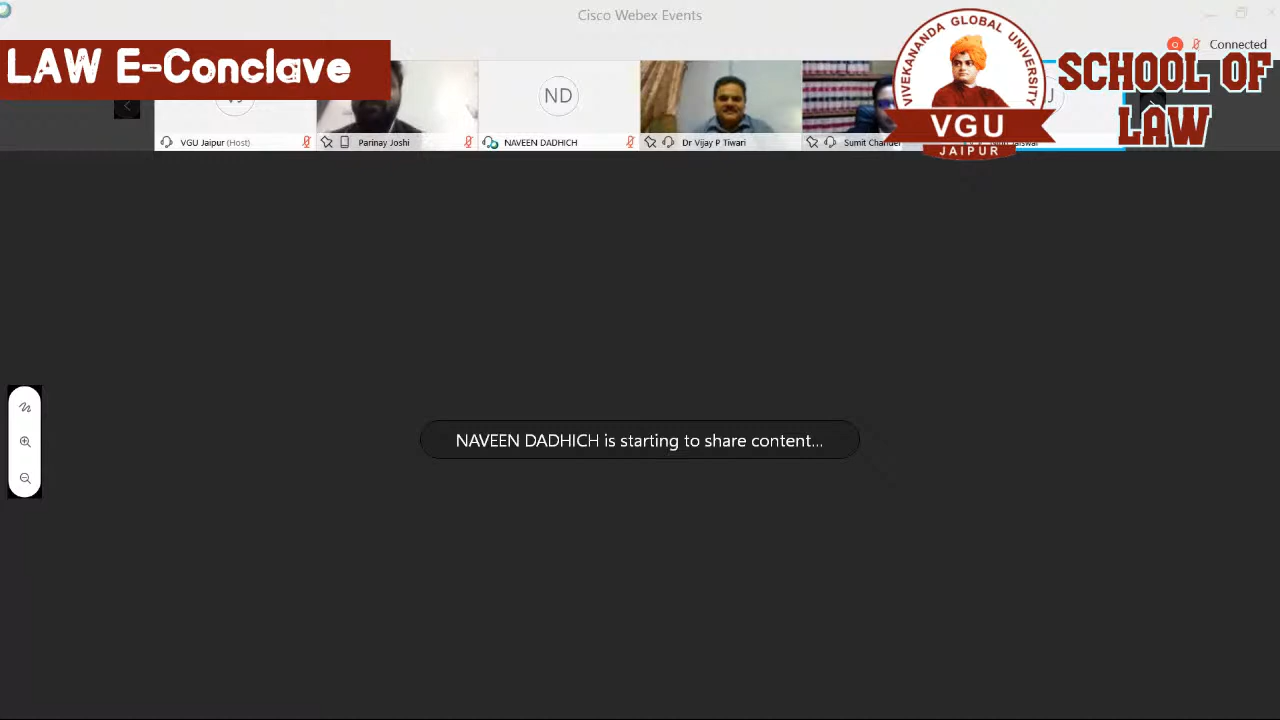 Cisco Webex Events
Connected
LAW E-Conclave
VIVEKANANDA GLOBAL UNIVERSITY
VGU
JAIPUR
SCHOOL OF
LAW
ND
VGU Jaipur (Host)
Parinay Joshi
NAVEEN DADHICH
Dr Vijay P Tiwari
Sumit Chander
NAVEEN DADHICH is starting to share content...